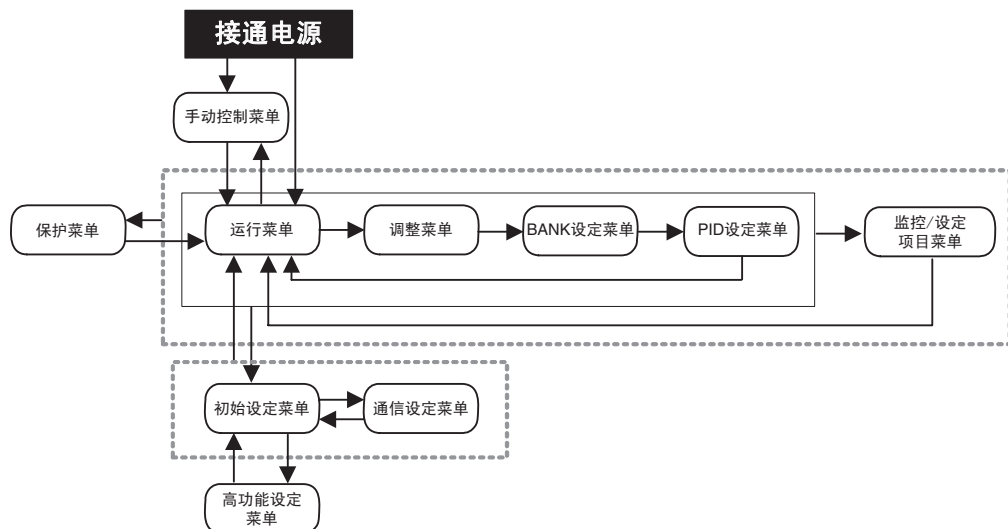 接通电源
手动控制菜单
保护菜单
运行菜单
调整菜单
BANK设定菜单
PID设定菜单
监控/设定
项目菜单
初始设定菜单
通信设定菜单
高功能设定
菜单